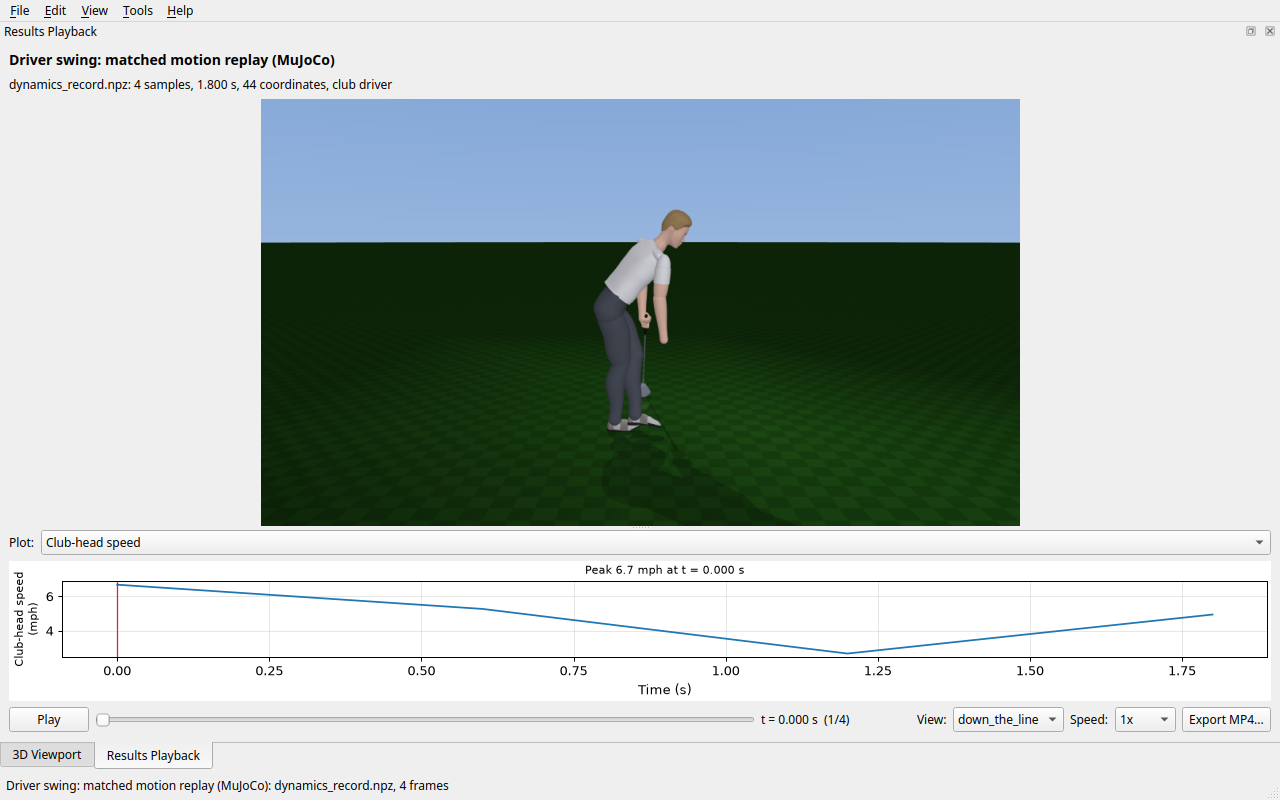 File Edit View Tools Help
Results Playback
Driver swing: matched motion replay (MuJoCo)
dynamics_record.npz: 4 samples, 1.800 s, 44 coordinates, club driver
Plot: Club-head speed
Peak 6.7 mph at t = 0.000 s
Club-head speed
(mph)
6
4
0.00 0.25 0.50 0.75 1.00 1.25 1.50 1.75
Time (s)
Play t = 0.000 s (1/4) View: down_the_line Speed: 1x Export MP4...
3D Viewport Results Playback
Driver swing: matched motion replay (MuJoCo): dynamics_record.npz, 4 frames